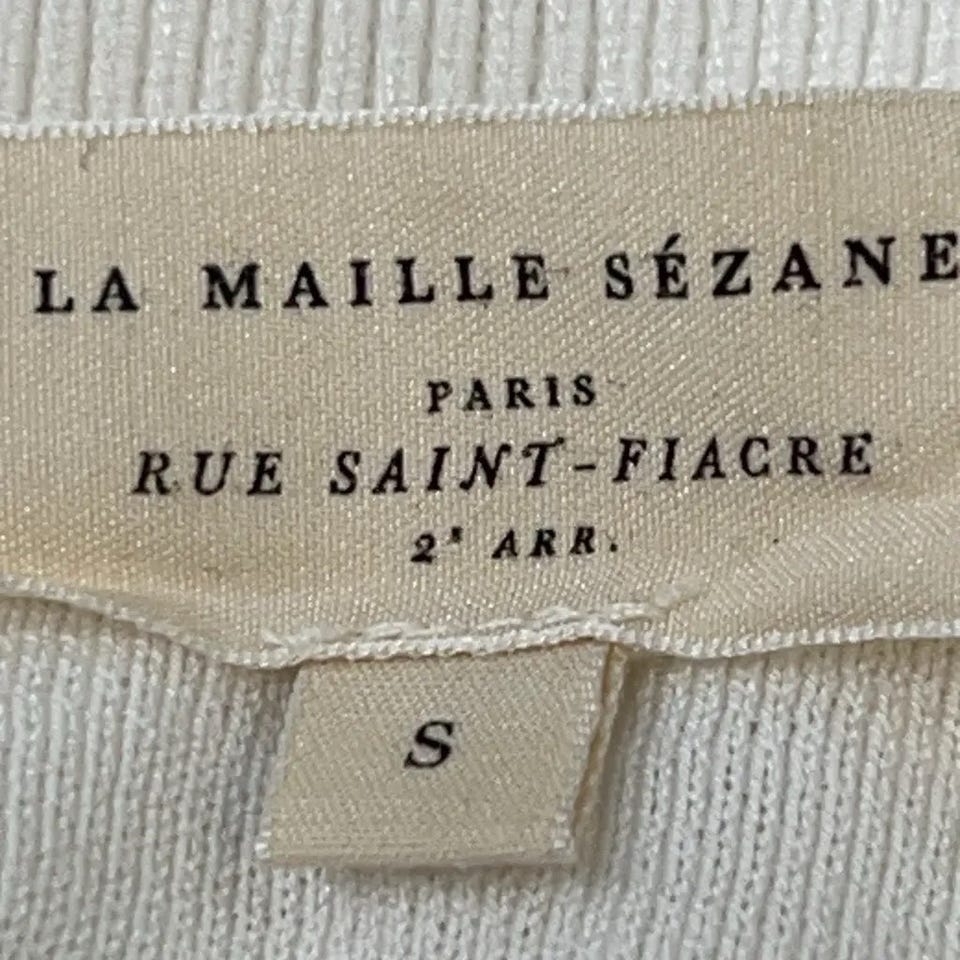 LA MAILLE SÉZANE
PARIS
RUE SAINT-FIACRE
2ᴱ ARR.
S